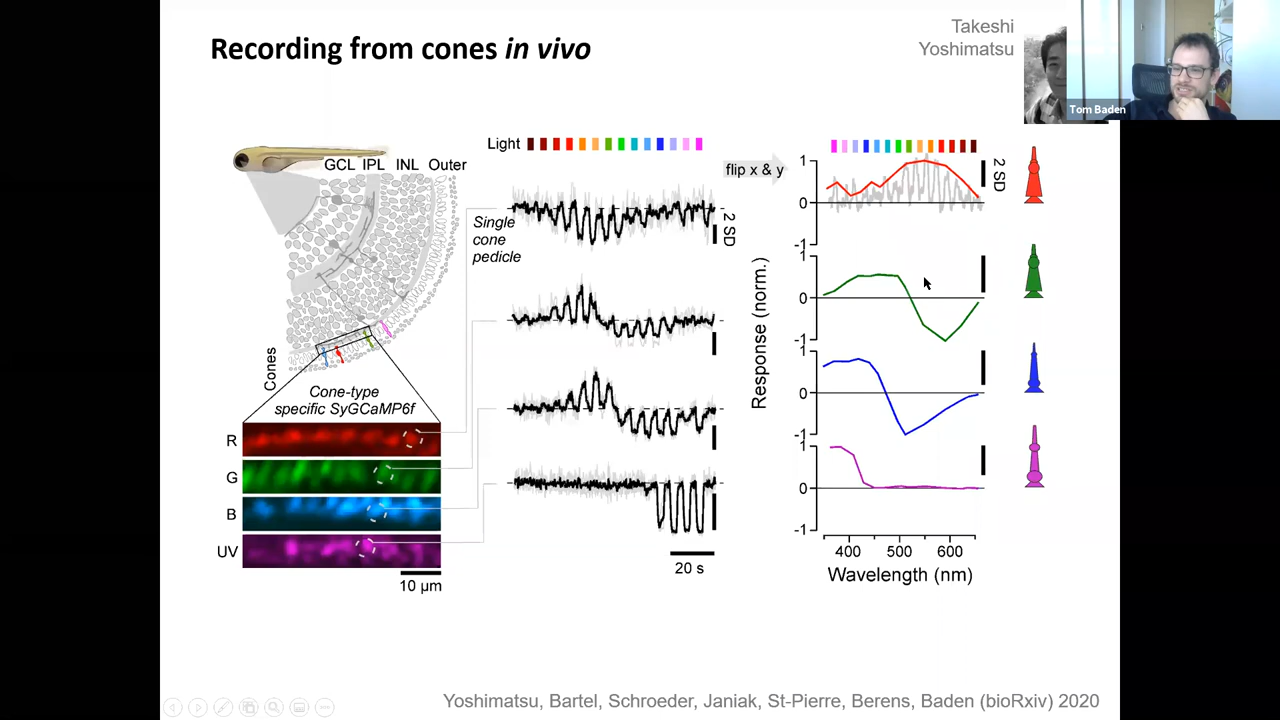 Recording from cones in vivo
Takeshi
Yoshimatsu
Tom Baden
Light
flip x & y
GCL IPL INL Outer
Single
cone
pedicle
2 SD
2 SD
Cones
Cone-type
specific SyGCaMP6f
R
G
B
UV
10 µm
20 s
Response (norm.)
1
0
-1
1
0
-1
1
0
-1
1
0
-1
400 500 600
Wavelength (nm)
Yoshimatsu, Bartel, Schroeder, Janiak, St-Pierre, Berens, Baden (bioRxiv) 2020